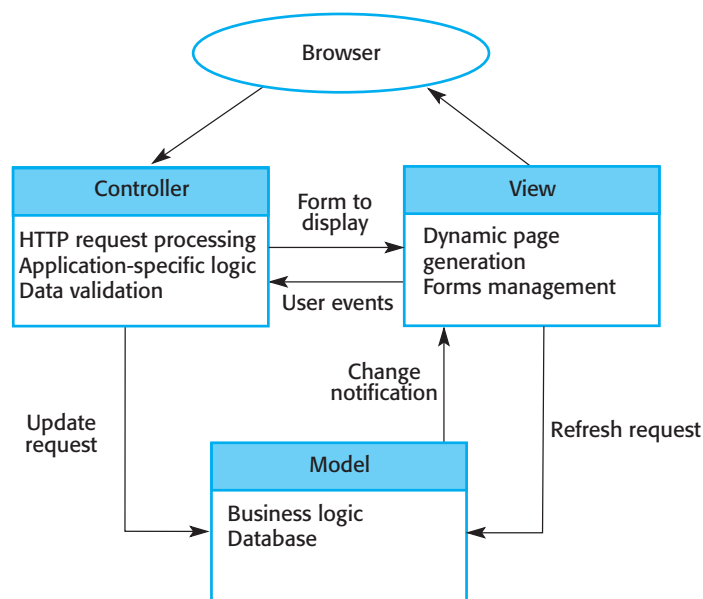 Browser
Controller
HTTP request processing
Application-specific logic
Data validation
Form to
display
User events
View
Dynamic page
generation
Forms management
Update
request
Change
notification
Refresh request
Model
Business logic
Database